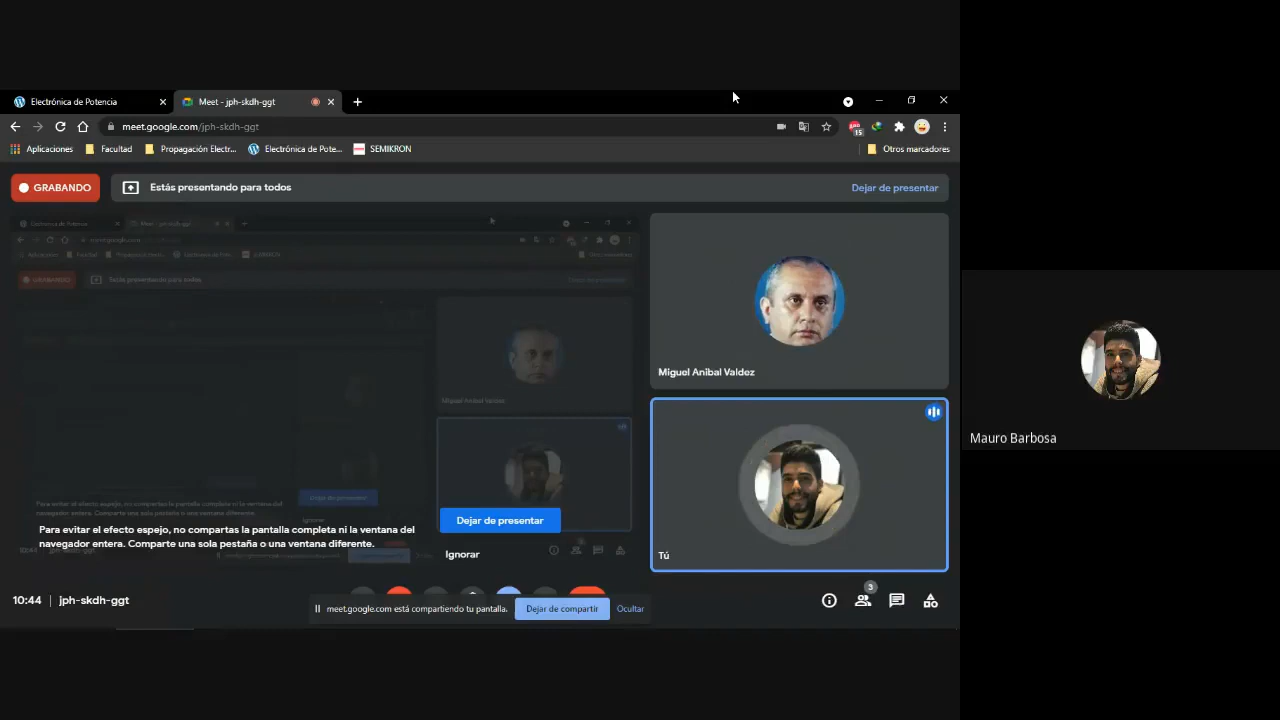 Electrónica de Potencia
Meet - jph-skdh-ggt
meet.google.com/jph-skdh-ggt
15
Aplicaciones
Facultad
Propagación Electr...
Electrónica de Pote...
SEMIKRON
Otros marcadores
GRABANDO
Estás presentando para todos
Dejar de presentar
Miguel Anibal Valdez
Mauro Barbosa
Para evitar el efecto espejo, no compartas la pantalla completa ni la ventana del
navegador entera. Comparte una sola pestaña o una ventana diferente.
Dejar de presentar
Ignorar
Tú
10:44
jph-skdh-ggt
meet.google.com está compartiendo tu pantalla.
Dejar de compartir
Ocultar
3